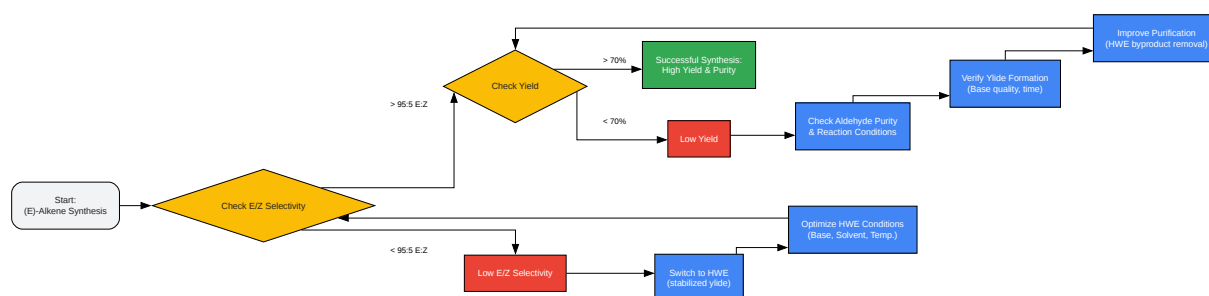 Improve Purification
(HWE byproduct removal)
Successful Synthesis:
High Yield & Purity
> 70%
Check Yield
Verify Ylide Formation
(Base quality, time)
> 95:5 E:Z
< 70%
Low Yield
Check Aldehyde Purity
& Reaction Conditions
Start:
(E)-Alkene Synthesis
Check E/Z Selectivity
Optimize HWE Conditions
(Base, Solvent, Temp.)
< 95:5 E:Z
Low E/Z Selectivity
Switch to HWE
(stabilized ylide)